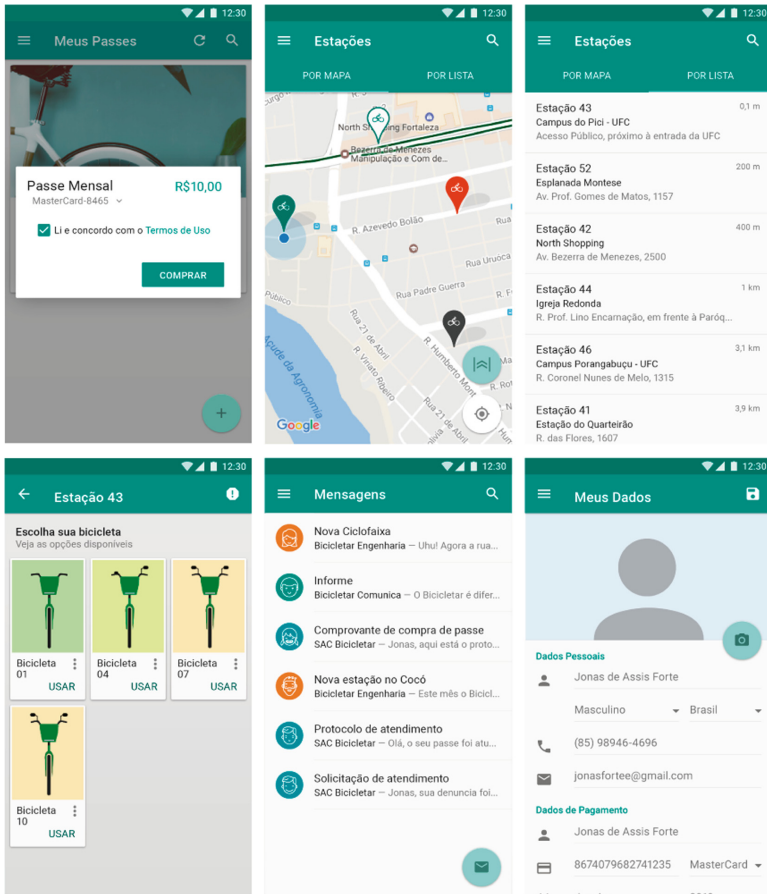 12:30
Meus Passes
Passe Mensal
R$10,00
MasterCard-8465
Li e concordo com o Termos de Uso
COMPRAR
12:30
Estações
POR MAPA
POR LISTA
North Shopping Fortaleza
Bezerra de Menezes
Manipulação e Com de...
R. Azevedo Bolão
Rua
Rua Uruoca
Rua Padre Guerra
Público
Rua 21 de Abril
R. Viriato Ribeiro
R. Humberto Mont
Açude da Agronomia
Rua 21 de Abril
Google
12:30
Estações
POR MAPA
POR LISTA
Estação 43
0,1 m
Campus do Pici - UFC
Acesso Público, próximo à entrada da UFC
Estação 52
200 m
Esplanada Montese
Av. Prof. Gomes de Matos, 1157
Estação 42
400 m
North Shopping
Av. Bezerra de Menezes, 2500
Estação 44
1 km
Igreja Redonda
R. Prof. Lino Encarnação, em frente à Paróq...
Estação 46
3,1 km
Campus Porangabuçu - UFC
R. Coronel Nunes de Melo, 1315
Estação 41
3,9 km
Estação do Quarteirão
R. das Flores, 1607
12:30
Estação 43
Escolha sua bicicleta
Veja as opções disponíveis
Bicicleta 01
USAR
Bicicleta 04
USAR
Bicicleta 07
USAR
Bicicleta 10
USAR
12:30
Mensagens
Nova Ciclofaixa
Bicicletar Engenharia — Uhu! Agora a rua...
Informe
Bicicletar Comunica — O Bicicletar é difer...
Comprovante de compra de passe
SAC Bicicletar — Jonas, aqui está o proto...
Nova estação no Cocó
Bicicletar Engenharia — Este mês o Bicicl...
Protocolo de atendimento
SAC Bicicletar — Olá, o seu passe foi atu...
Solicitação de atendimento
SAC Bicicletar — Jonas, sua denuncia foi...
12:30
Meus Dados
Dados Pessoais
Jonas de Assis Forte
Masculino
Brasil
(85) 98946-4696
jonasfortee@gmail.com
Dados de Pagamento
Jonas de Assis Forte
8674079682741235
MasterCard